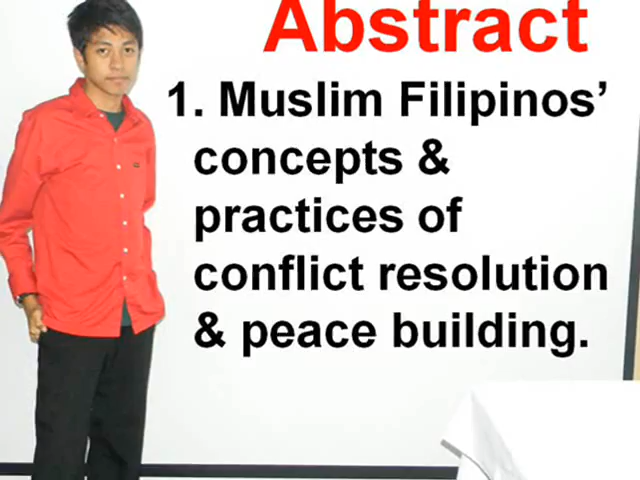 Abstract
1. Muslim Filipinos’
concepts &
practices of
conflict resolution
& peace building.